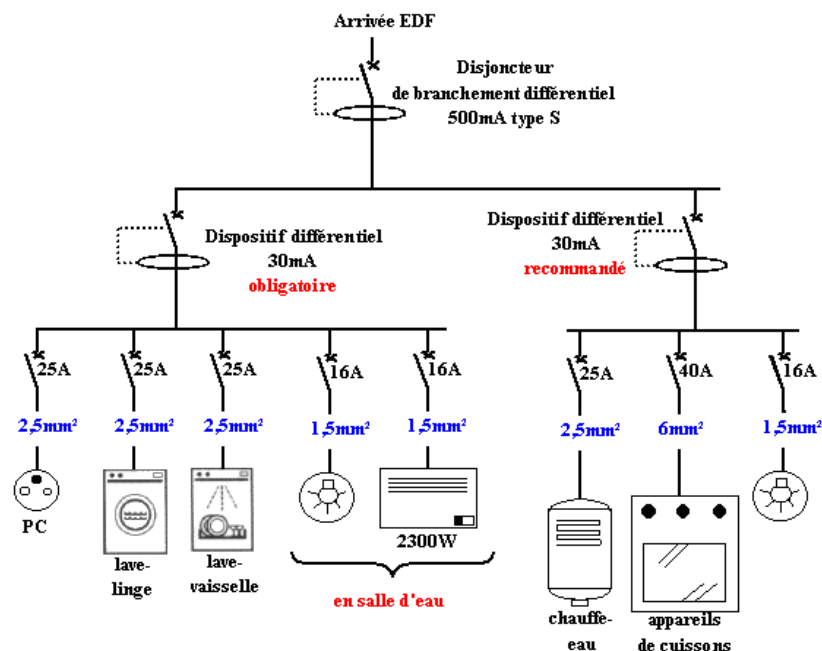 Arrivée EDF
Disjoncteur
de branchement différentiel
500mA type S
Dispositif différentiel
30mA
obligatoire
Dispositif différentiel
30mA
recommandé
25A
25A
25A
16A
16A
25A
40A
16A
2,5mm²
2,5mm²
2,5mm²
1,5mm²
1,5mm²
2,5mm²
6mm²
1,5mm²
PC
lave-
linge
lave-
vaisselle
2300W
en salle d'eau
chauffe-
eau
appareils
de cuissons